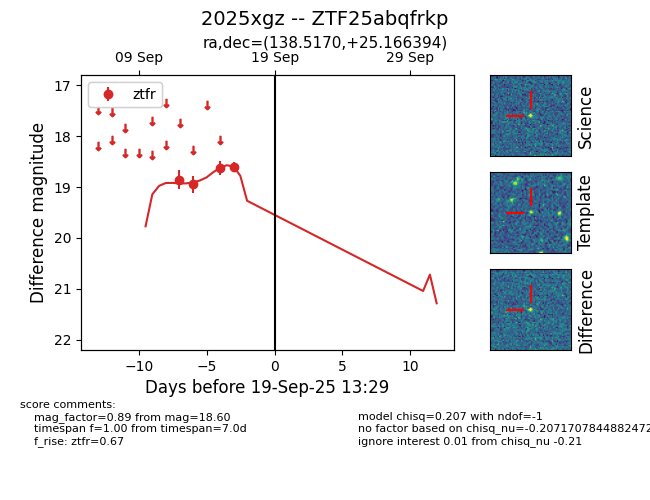 2025xgz -- ZTF25abqfrkp
ra,dec=(138.5170,+25.166394)
09 Sep
19 Sep
29 Sep
17
18
19
20
21
22
Difference magnitude
ztfr
−10
−5
0
5
10
Days before 19-Sep-25 13:29
Science
Template
Difference
score comments:
mag_factor=0.89 from mag=18.60
timespan f=1.00 from timespan=7.0d
f_rise: ztfr=0.67
model chisq=0.207 with ndof=-1
no factor based on chisq_nu=-0.2071707844882472
ignore interest 0.01 from chisq_nu -0.21